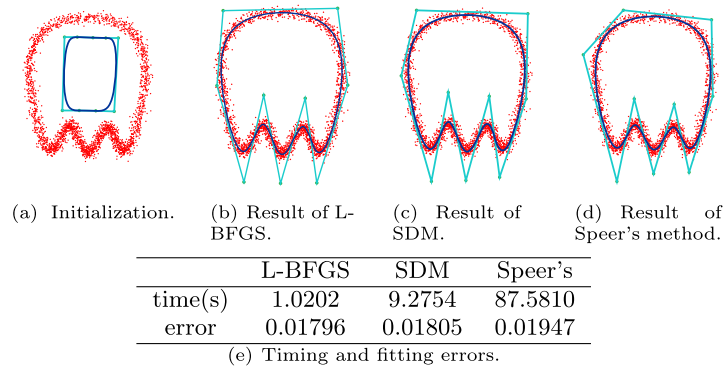 (a) Initialization.
(b) Result of L-
BFGS.
(c) Result of
SDM.
(d) Result of
Speer's method.
L-BFGS SDM Speer's
time(s) 1.0202 9.2754 87.5810
error 0.01796 0.01805 0.01947
(e) Timing and fitting errors.